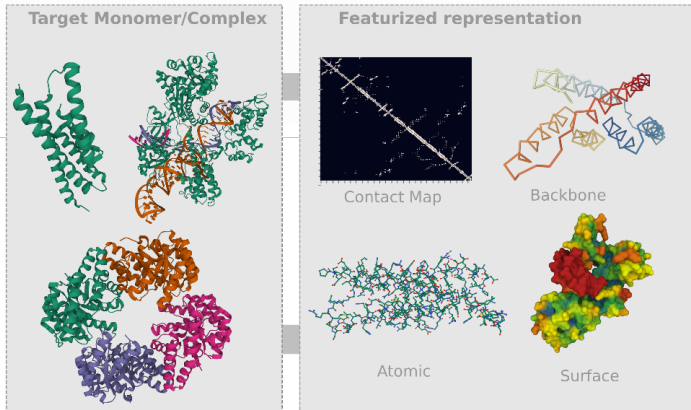 Target Monomer/Complex
Featurized representation
Contact Map
Backbone
Atomic
Surface